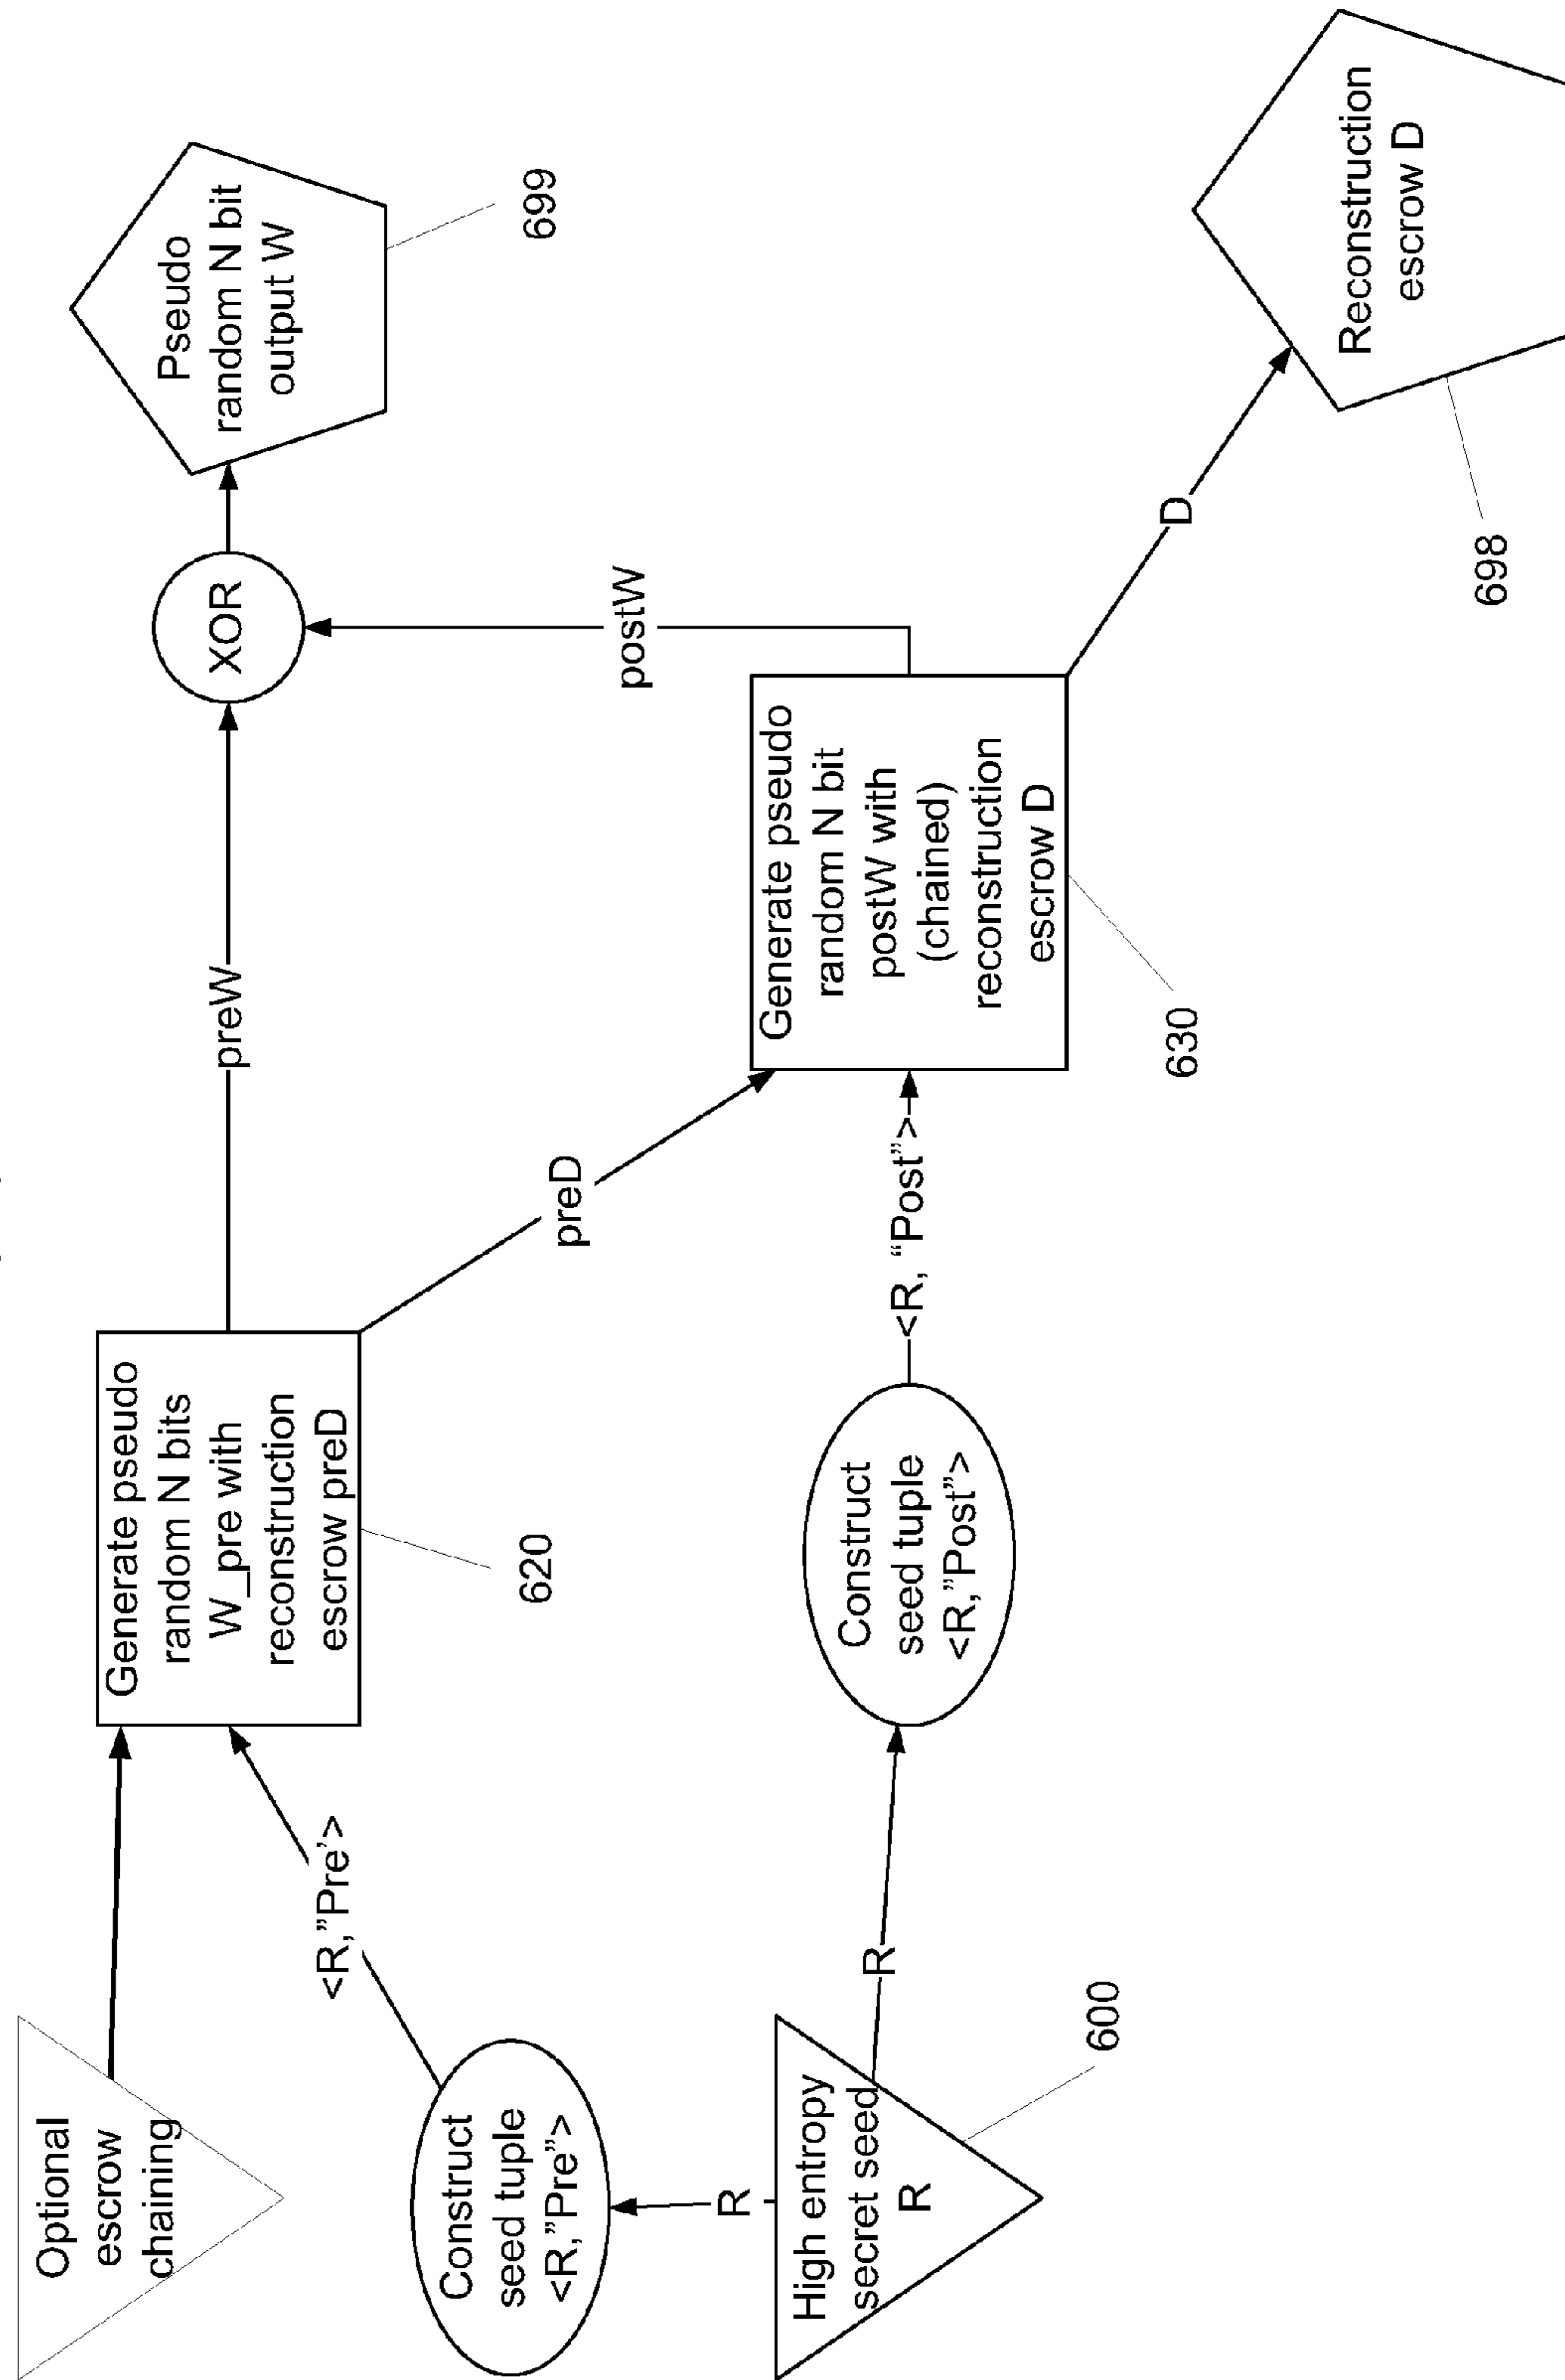 Optional
escrow
chaining
Generate pseudo
random N bits
W_pre with
reconstruction
escrow preD
620
preW
XOR
Pseudo
random N bit
output W
699
Construct
seed tuple
<R,”Pre”>
<R,”Pre’>
preD
postW
R
High entropy
secret seed
R
600
R
Construct
seed tuple
<R,”Post”>
<R, “Post”>
Generate pseudo
random N bit
postW with
(chained)
reconstruction
escrow D
630
D
Reconstruction
escrow D
698